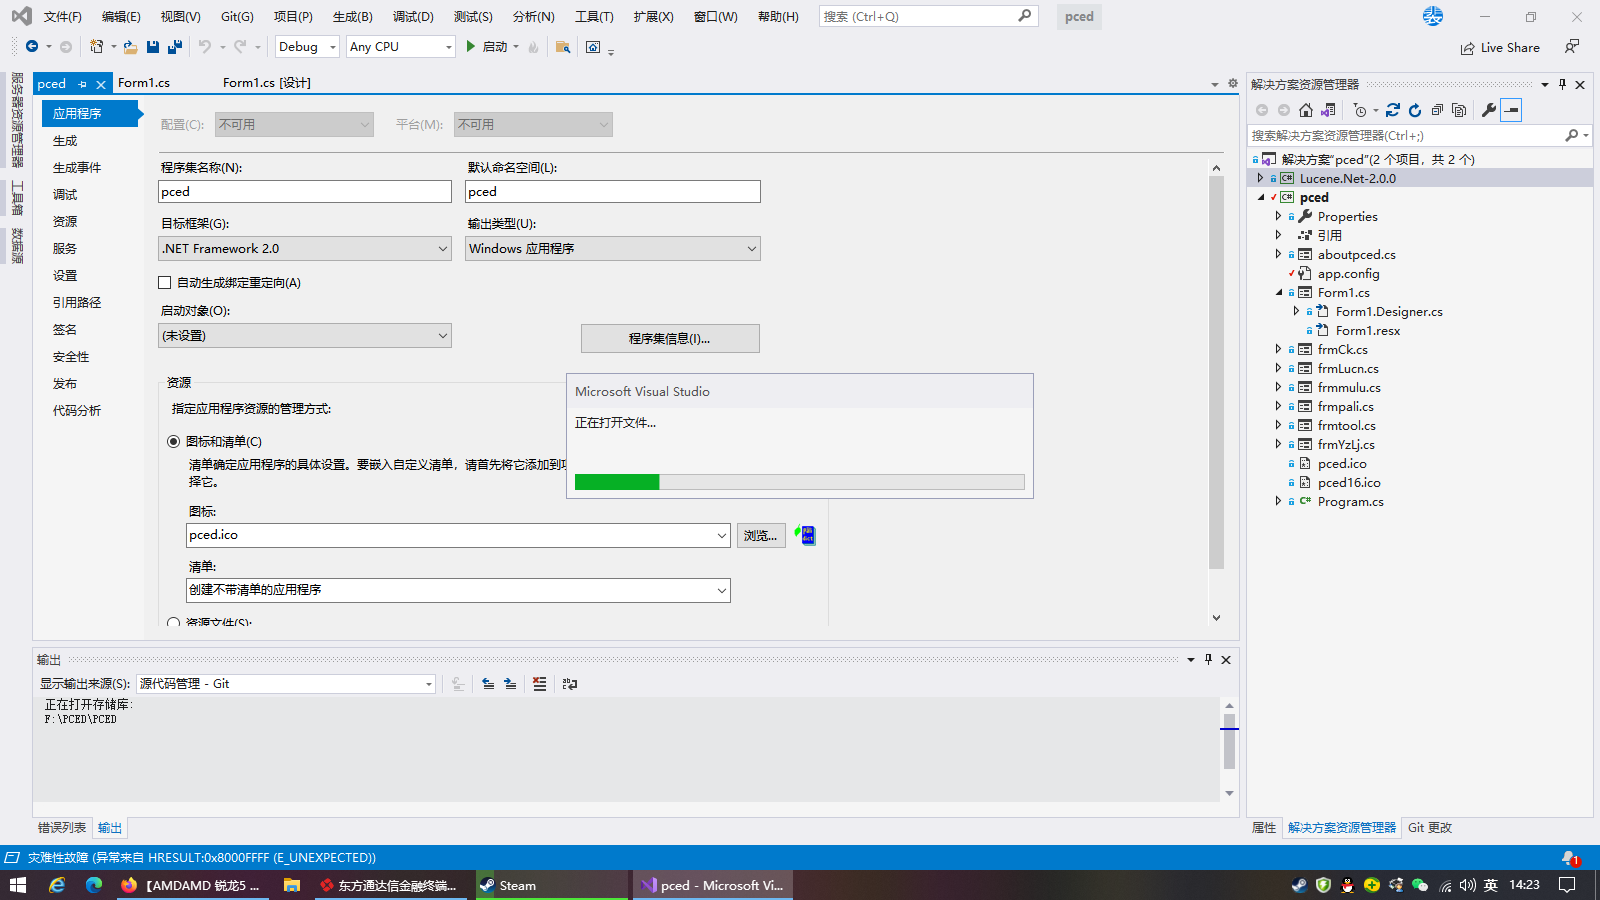 文件(F) 编辑(E) 视图(V) Git(G) 项目(P) 生成(B) 调试(D) 测试(S) 分析(N) 工具(T) 扩展(X) 窗口(W) 帮助(H) 搜索 (Ctrl+Q) pced
Debug Any CPU 启动 Live Share
服务器资源管理器
工具箱
数据源
pced Form1.cs Form1.cs [设计]
应用程序
生成
生成事件
调试
资源
服务
设置
引用路径
签名
安全性
发布
代码分析
配置(C): 不可用 平台(M): 不可用
程序集名称(N): 默认命名空间(L):
pced pced
目标框架(G): 输出类型(U):
.NET Framework 2.0 Windows 应用程序
自动生成绑定重定向(A)
启动对象(O):
(未设置) 程序集信息(I)...
资源
指定应用程序资源的管理方式:
图标和清单(C)
清单确定应用程序的具体设置。要嵌入自定义清单，请首先将它添加到项
择它。
图标:
pced.ico 浏览...
清单:
创建不带清单的应用程序
资源文件(S):
Microsoft Visual Studio
正在打开文件...
输出
显示输出来源(S): 源代码管理 - Git
正在打开存储库:
F:\PCED\PCED
错误列表 输出
解决方案资源管理器
搜索解决方案资源管理器(Ctrl+;)
解决方案"pced"(2 个项目，共 2 个)
Lucene.Net-2.0.0
pced
Properties
引用
aboutpced.cs
app.config
Form1.cs
Form1.Designer.cs
Form1.resx
frmCk.cs
frmLucn.cs
frmmulu.cs
frmpali.cs
frmtool.cs
frmYzLj.cs
pced.ico
pced16.ico
Program.cs
属性 解决方案资源管理器 Git 更改
灾难性故障 (异常来自 HRESULT:0x8000FFFF (E_UNEXPECTED)) 1
【AMDAMD 锐龙5 ... 东方通达信金融终端... Steam pced - Microsoft Vi... 英 14:23